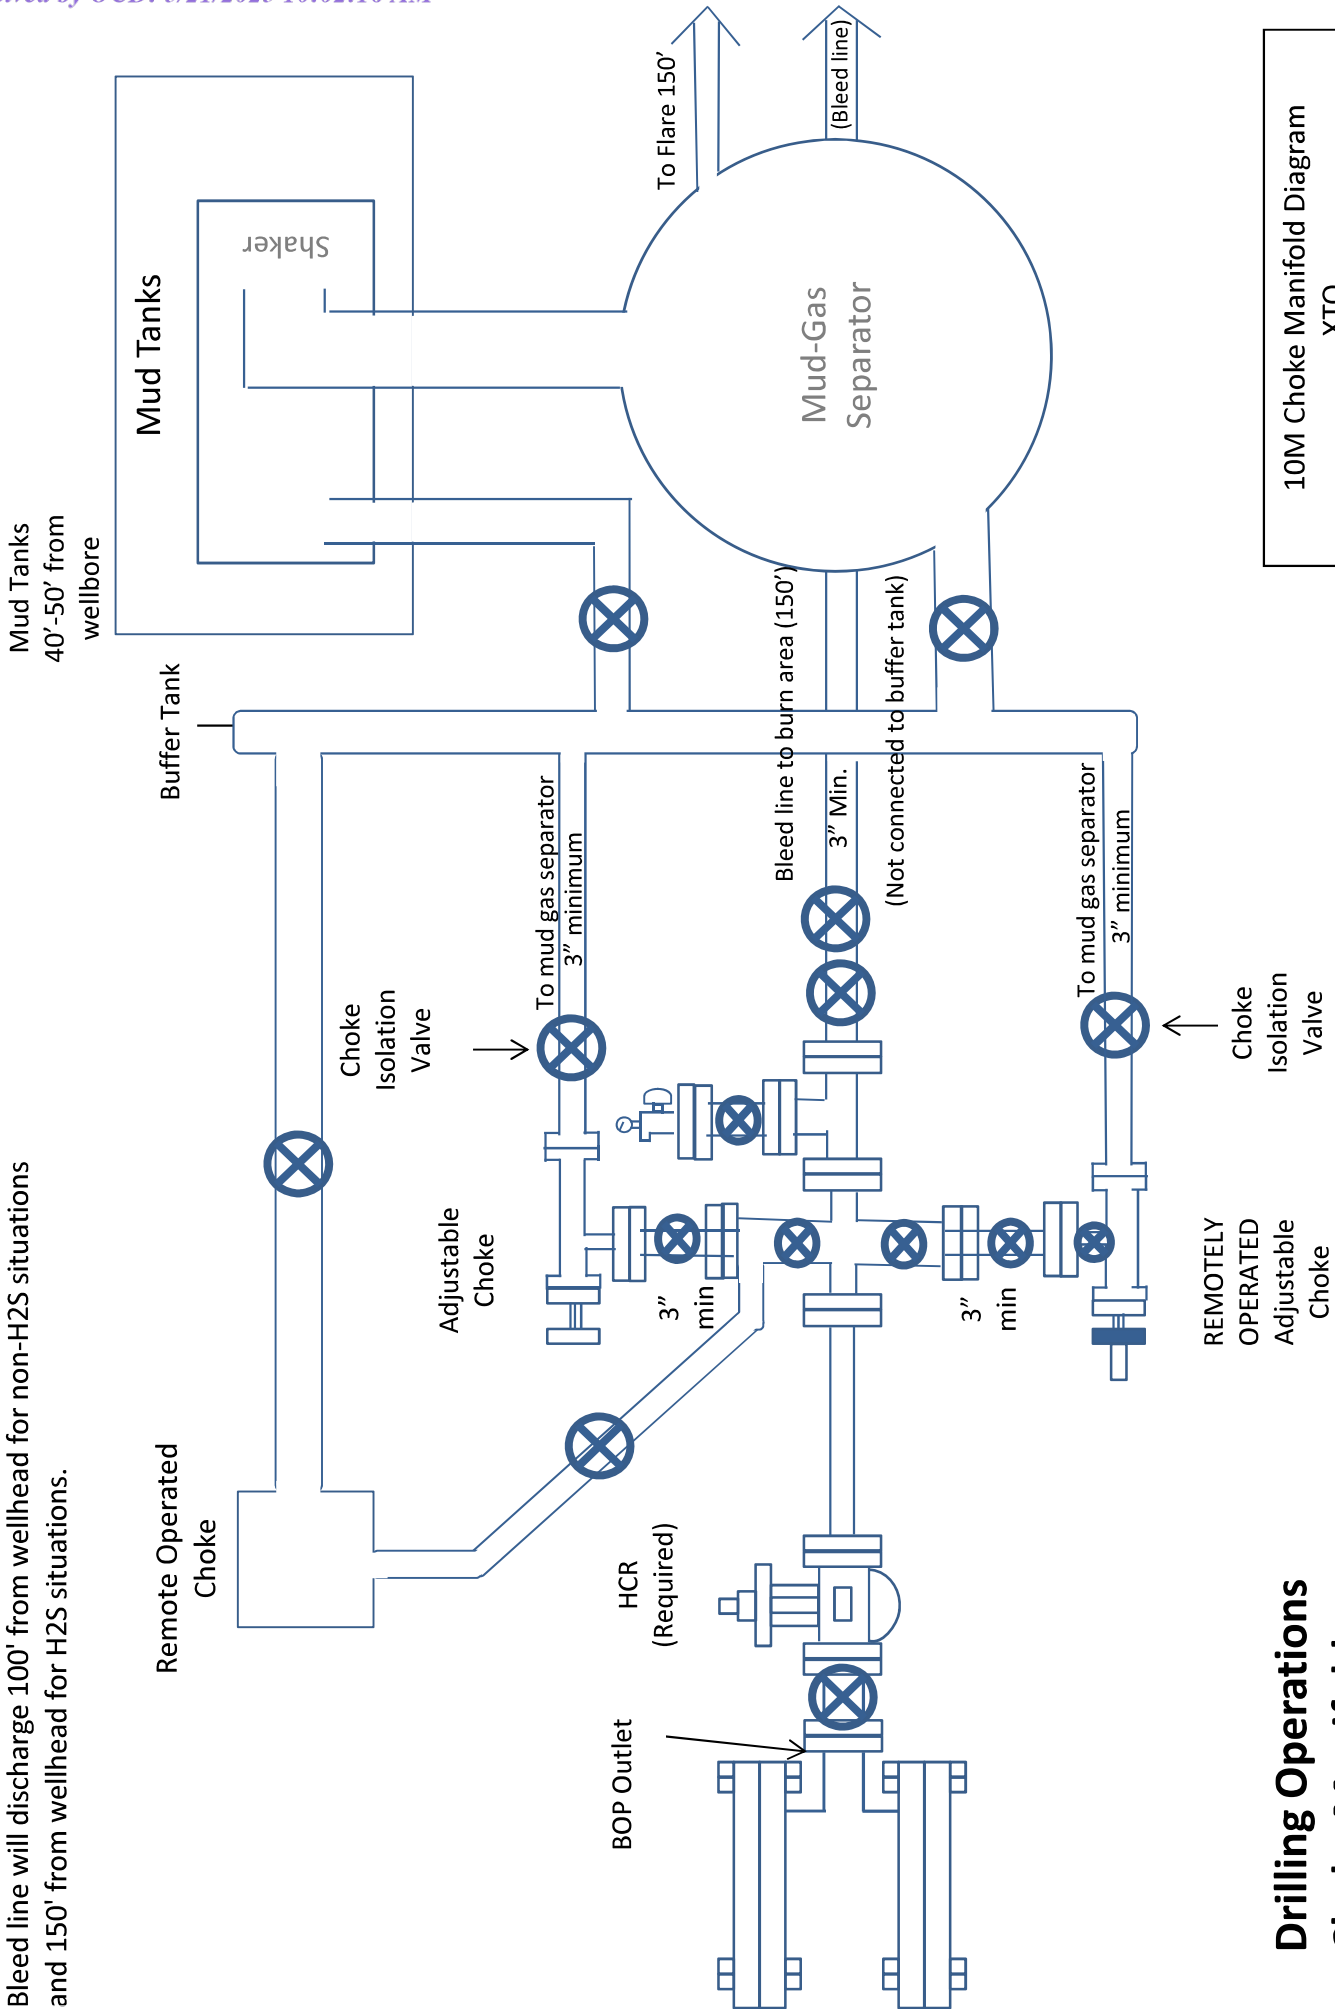 Bleed line will discharge 100' from wellhead for non-H2S situations
and 150' from wellhead for H2S situations.
Mud Tanks
40’-50’ from
wellbore
Mud Tanks
Shaker
Buffer Tank
Remote Operated
Choke
Choke
Isolation
Valve
Adjustable
Choke
To mud gas separator
3” minimum
To Flare 150’
(Bleed line)
Mud-Gas
Separator
HCR
(Required)
BOP Outlet
3”
min
Bleed line to burn area (150’)
3” Min.
(Not connected to buffer tank)
3”
min
To mud gas separator
3” minimum
REMOTELY
OPERATED
Adjustable
Choke
Choke
Isolation
Valve
Drilling Operations
10M Choke Manifold Diagram
XTO